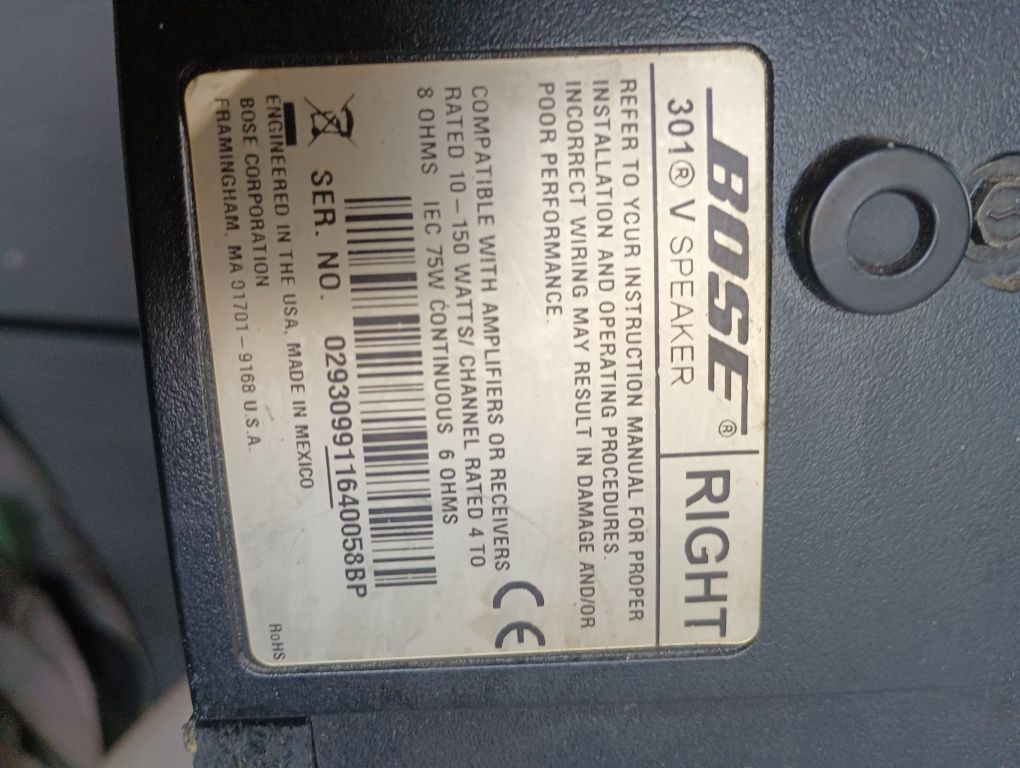 BOSE®
301® V SPEAKER
RIGHT
REFER TO YOUR INSTRUCTION MANUAL FOR PROPER
INSTALLATION AND OPERATING PROCEDURES.
INCORRECT WIRING MAY RESULT IN DAMAGE AND/OR
POOR PERFORMANCE.
COMPATIBLE WITH AMPLIFIERS OR RECEIVERS
RATED 10-150 WATTS/ CHANNEL RATED 4 TO
8 OHMS IEC 75W CONTINUOUS 6 OHMS
CE
SER. NO. 029309911640058BP
ENGINEERED IN THE USA, MADE IN MEXICO
BOSE CORPORATION
FRAMINGHAM, MA 01701-9168 U.S.A.
RoHS